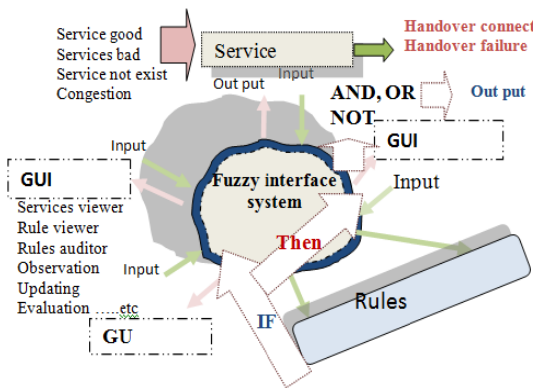 Service good
Services bad
Service not exist
Congestion
Service
Handover connect
Handover failure
Out put
Input
AND, OR
NOT
Out put
GUI
Input
Input
GUI
Services viewer
Rule viewer
Rules auditor
Observation
Updating
Evaluation .....etc
Input
Fuzzy interface
system
Then
IF
Rules
GU